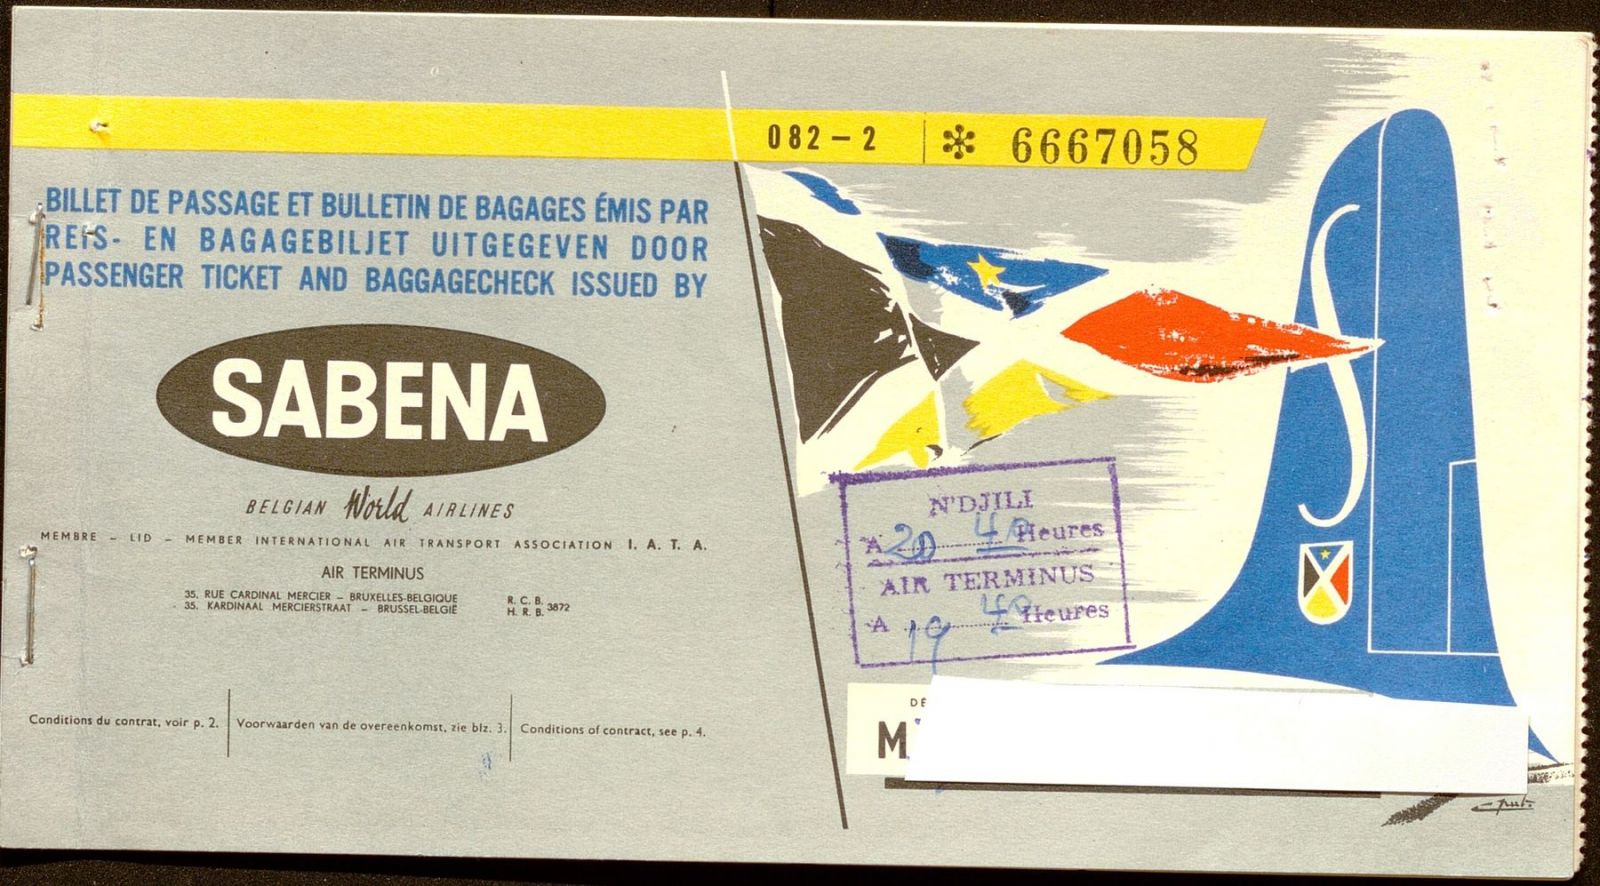 082 – 2 ✻ 6667058
BILLET DE PASSAGE ET BULLETIN DE BAGAGES ÉMIS PAR
REIS- EN BAGAGEBILJET UITGEGEVEN DOOR
PASSENGER TICKET AND BAGGAGECHECK ISSUED BY
SABENA
BELGIAN World AIRLINES
MEMBRE – LID – MEMBER INTERNATIONAL AIR TRANSPORT ASSOCIATION I. A. T. A.
AIR TERMINUS
35. RUE CARDINAL MERCIER – BRUXELLES-BELGIQUE
35. KARDINAAL MERCIERSTRAAT – BRUSSEL-BELGIË
R. C. B.
H. R. B. 3872
Conditions du contrat, voir p. 2.
Voorwaarden van de overeenkomst, zie blz. 3.
Conditions of contract, see p. 4.
S
N'DJILI
A 20 40 Heures
AIR TERMINUS
A 19 40 Heures
DÉ
M